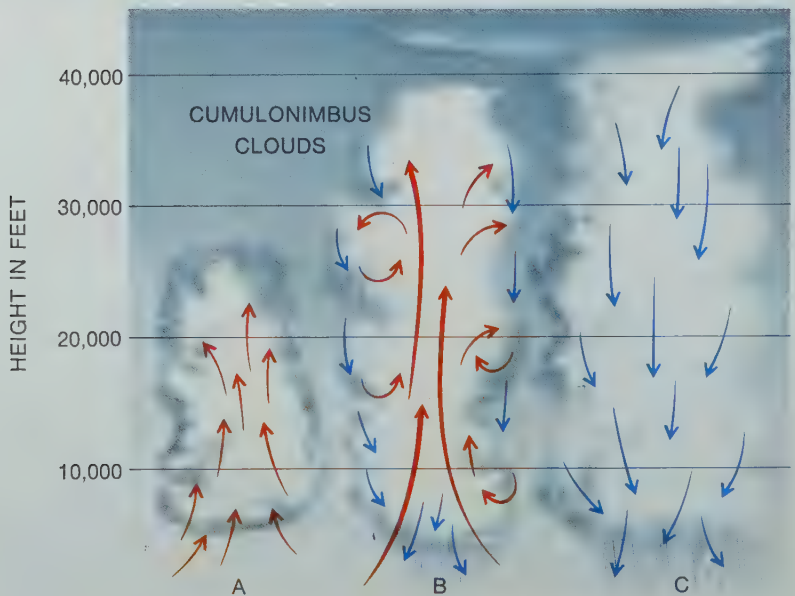 40,000
CUMULONIMBUS
CLOUDS
30,000
HEIGHT IN FEET
20,000
10,000
A B C